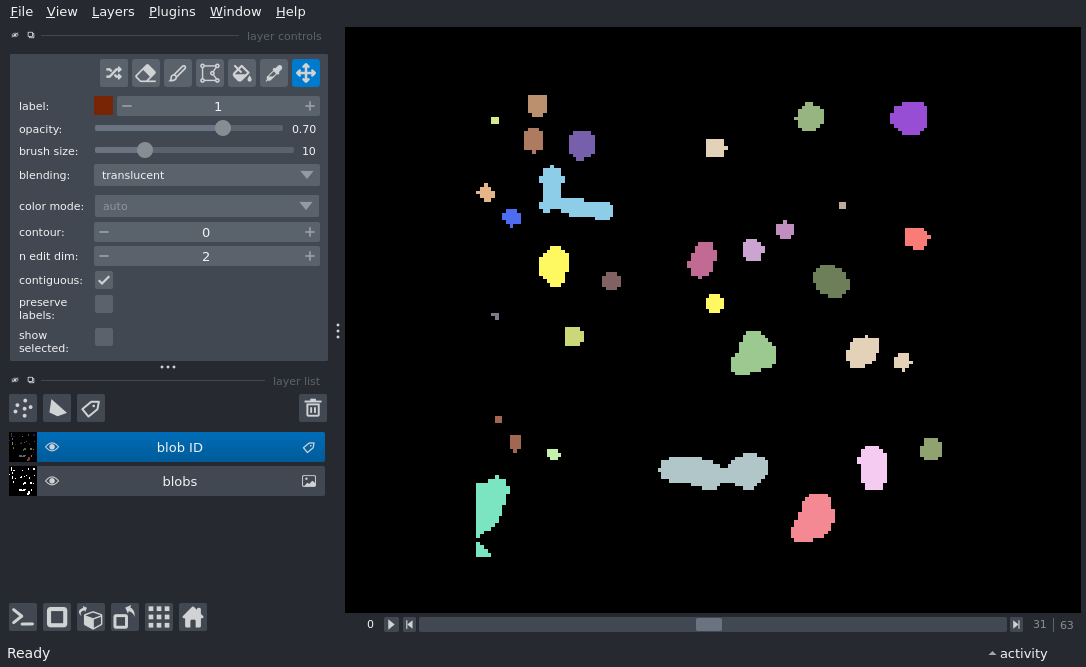 File View Layers Plugins Window Help
layer controls
label: 1
opacity: 0.70
brush size: 10
blending: translucent
color mode: auto
contour: 0
n edit dim: 2
contiguous:
preserve
labels:
show
selected:
layer list
blob ID
blobs
0 31 | 63
Ready activity